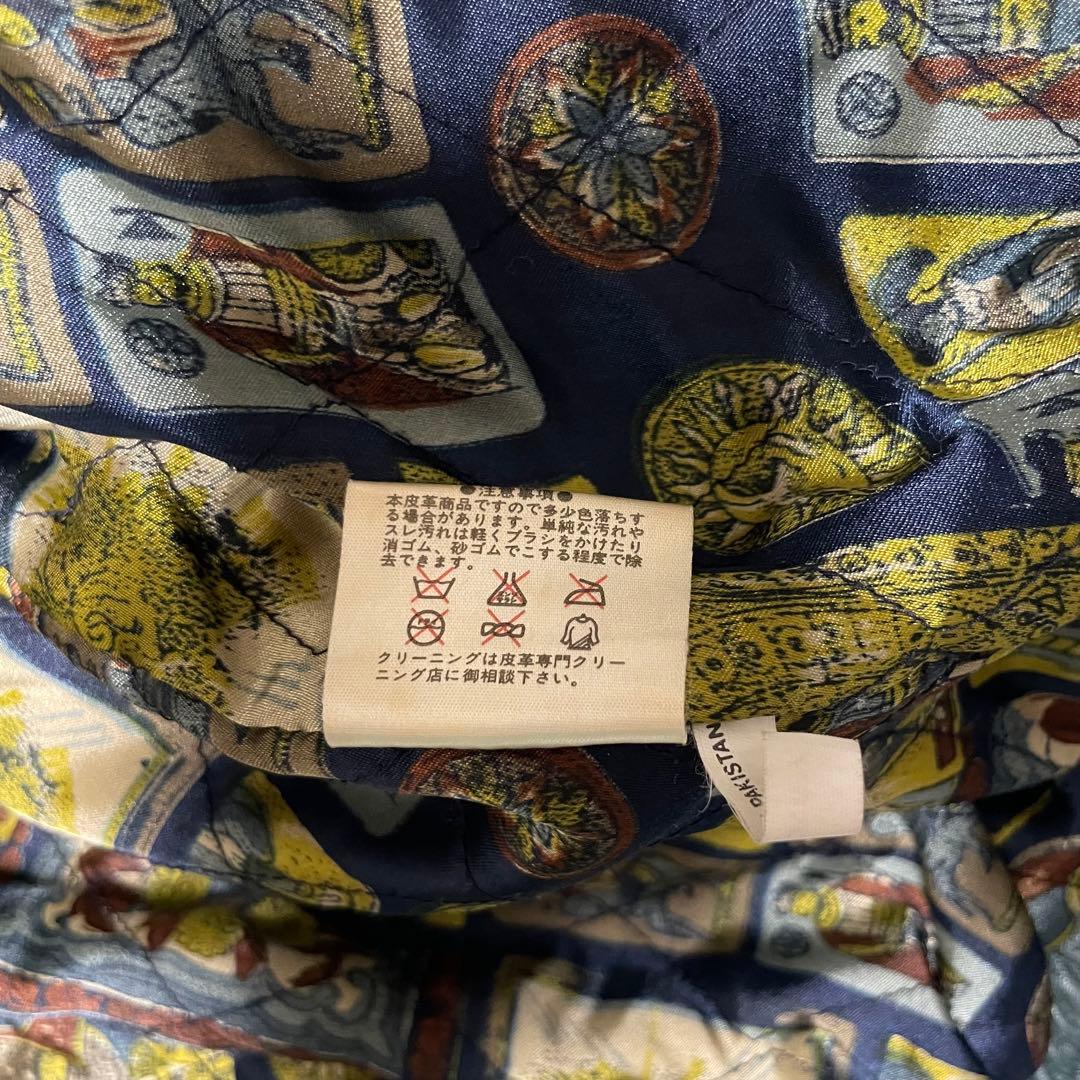 ●注意事項●
本皮革商品ですので多少色落ちす
る場合があります。単純な汚れや
スレ汚れは軽くブラシをかけたり
消ゴム、砂ゴムでこする程度で除
去できます。
クリーニングは皮革専門クリー
ニング店に御相談下さい。
PAKISTAN